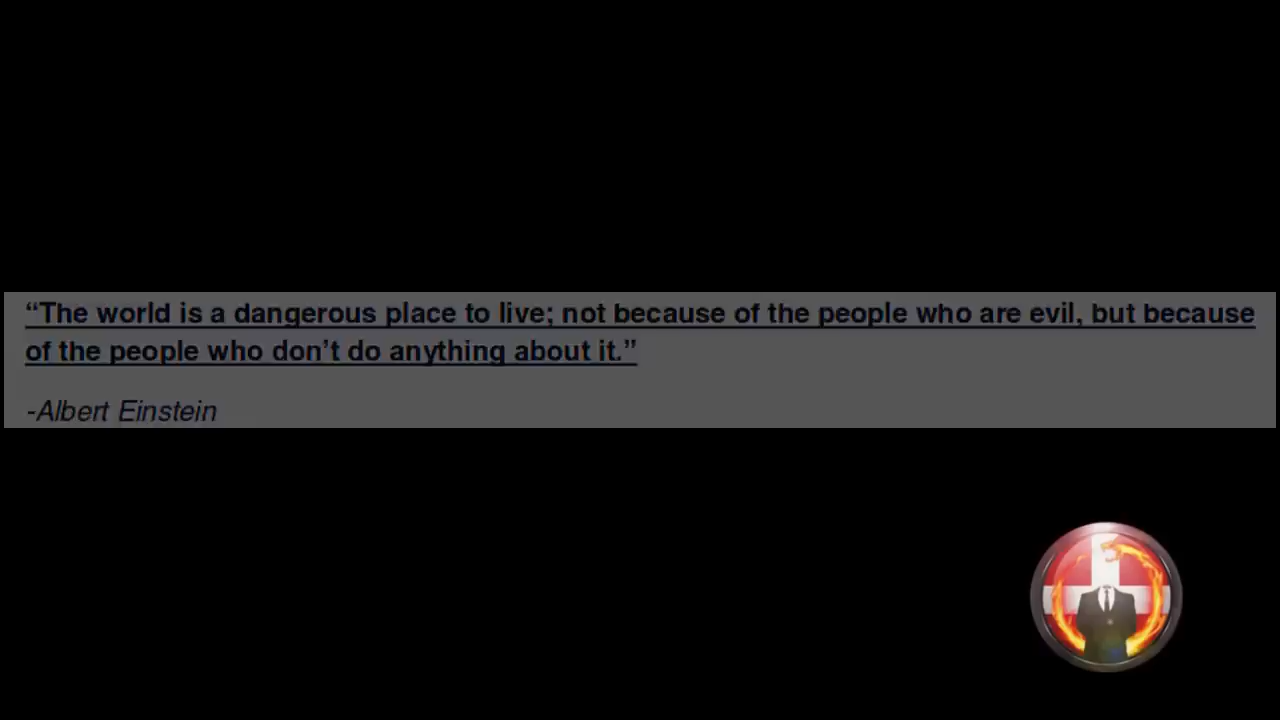 “The world is a dangerous place to live; not because of the people who are evil, but because
of the people who don’t do anything about it.”
-Albert Einstein